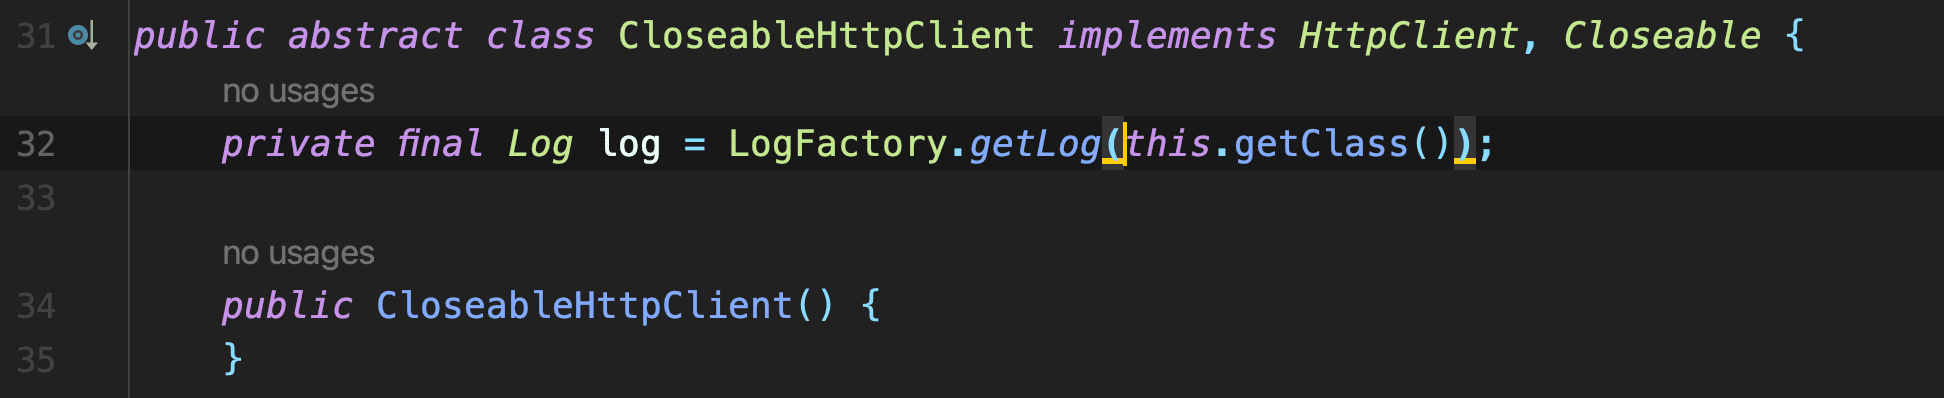 31 public abstract class CloseableHttpClient implements HttpClient, Closeable {
no usages
32 private final Log log = LogFactory.getLog(this.getClass());
33
no usages
34 public CloseableHttpClient() {
35 }